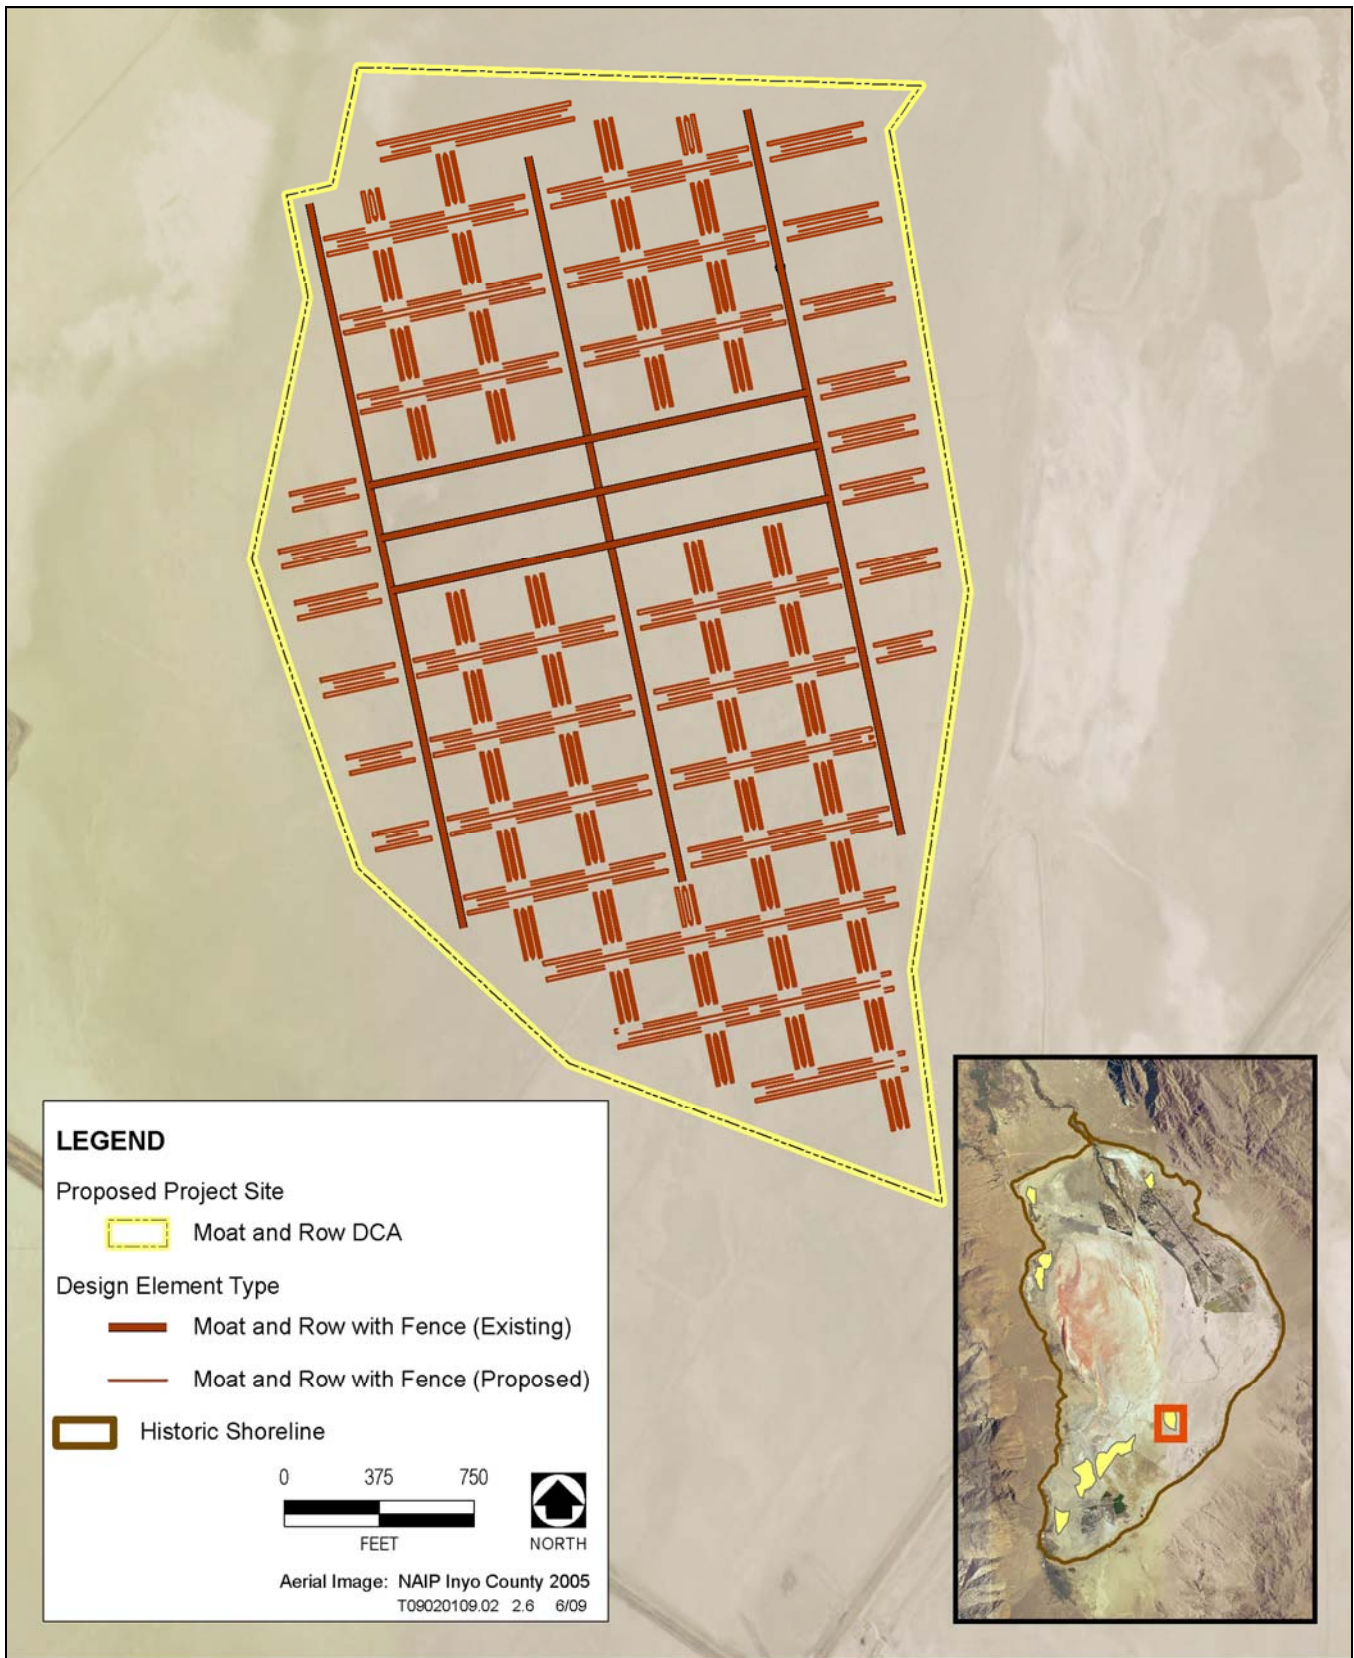 LEGEND
Proposed Project Site
Moat and Row DCA
Design Element Type
Moat and Row with Fence (Existing)
Moat and Row with Fence (Proposed)
Historic Shoreline
0 375 750
FEET
NORTH
Aerial Image: NAIP Inyo County 2005
T09020109.02 2.6 6/09